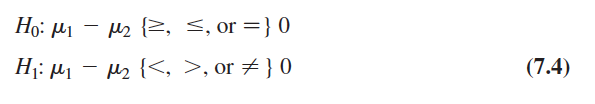 H₀: μ₁ − μ₂ {≥, ≤, or =} 0
H₁: μ₁ − μ₂ {<, >, or ≠} 0 (7.4)